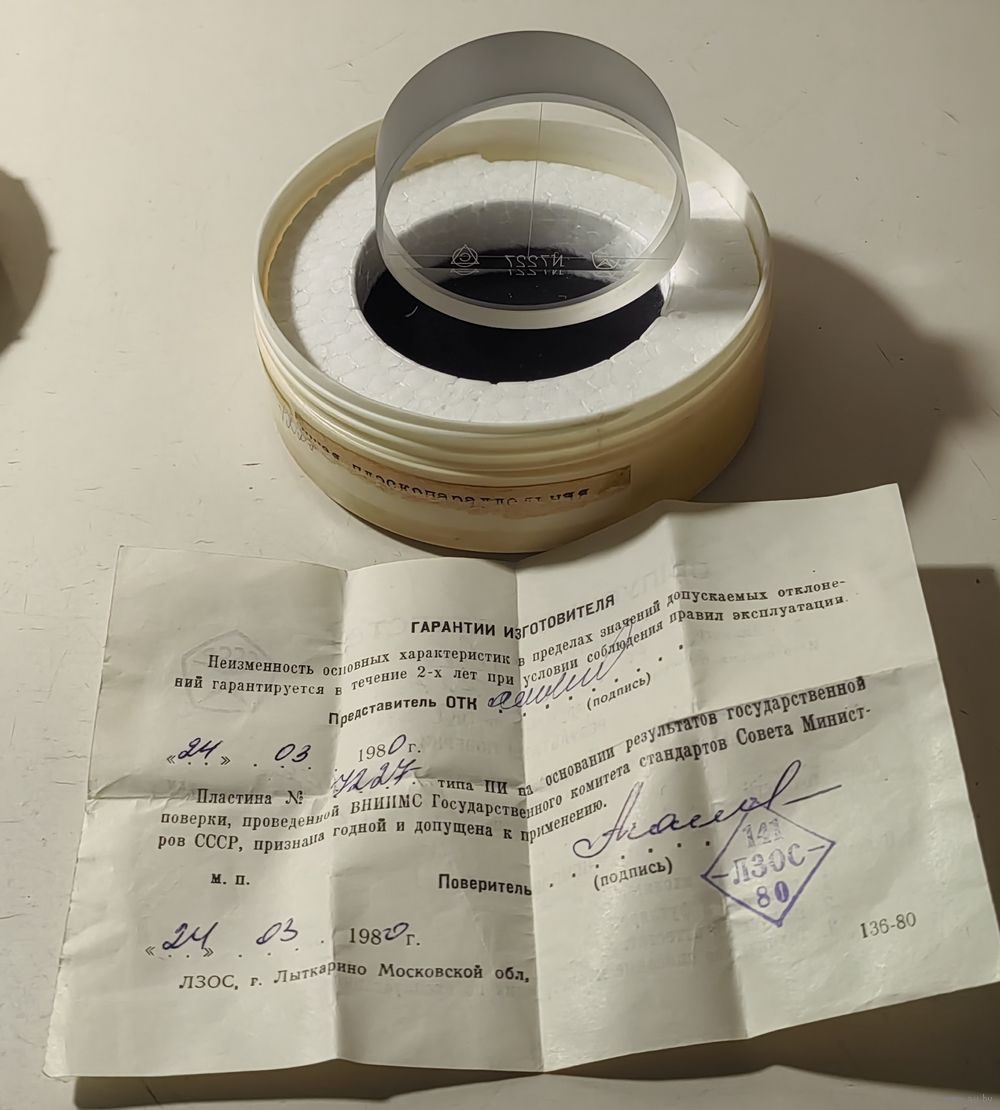 N7227
плоскопараллельная
ГАРАНТИИ ИЗГОТОВИТЕЛЯ
Неизменность основных характеристик в пределах значений допускаемых отклоне-
ний гарантируется в течение 2-х лет при условии соблюдения правил эксплуатации.
Представитель ОТК . . . . . . . .
(подпись)
«24» . 03 . 1980 г.
Пластина № 7227. типа ПИ на основании результатов государственной
поверки, проведенной ВНИИМС Государственного комитета стандартов Совета Минист-
ров СССР, признана годной и допущена к применению.
м. п.
Поверитель . . . . . . .
(подпись)
141
ЛЗОС
80
«24» . 03 . 1980 г.
136-80
ЛЗОС, г. Лыткарино Московской обл,